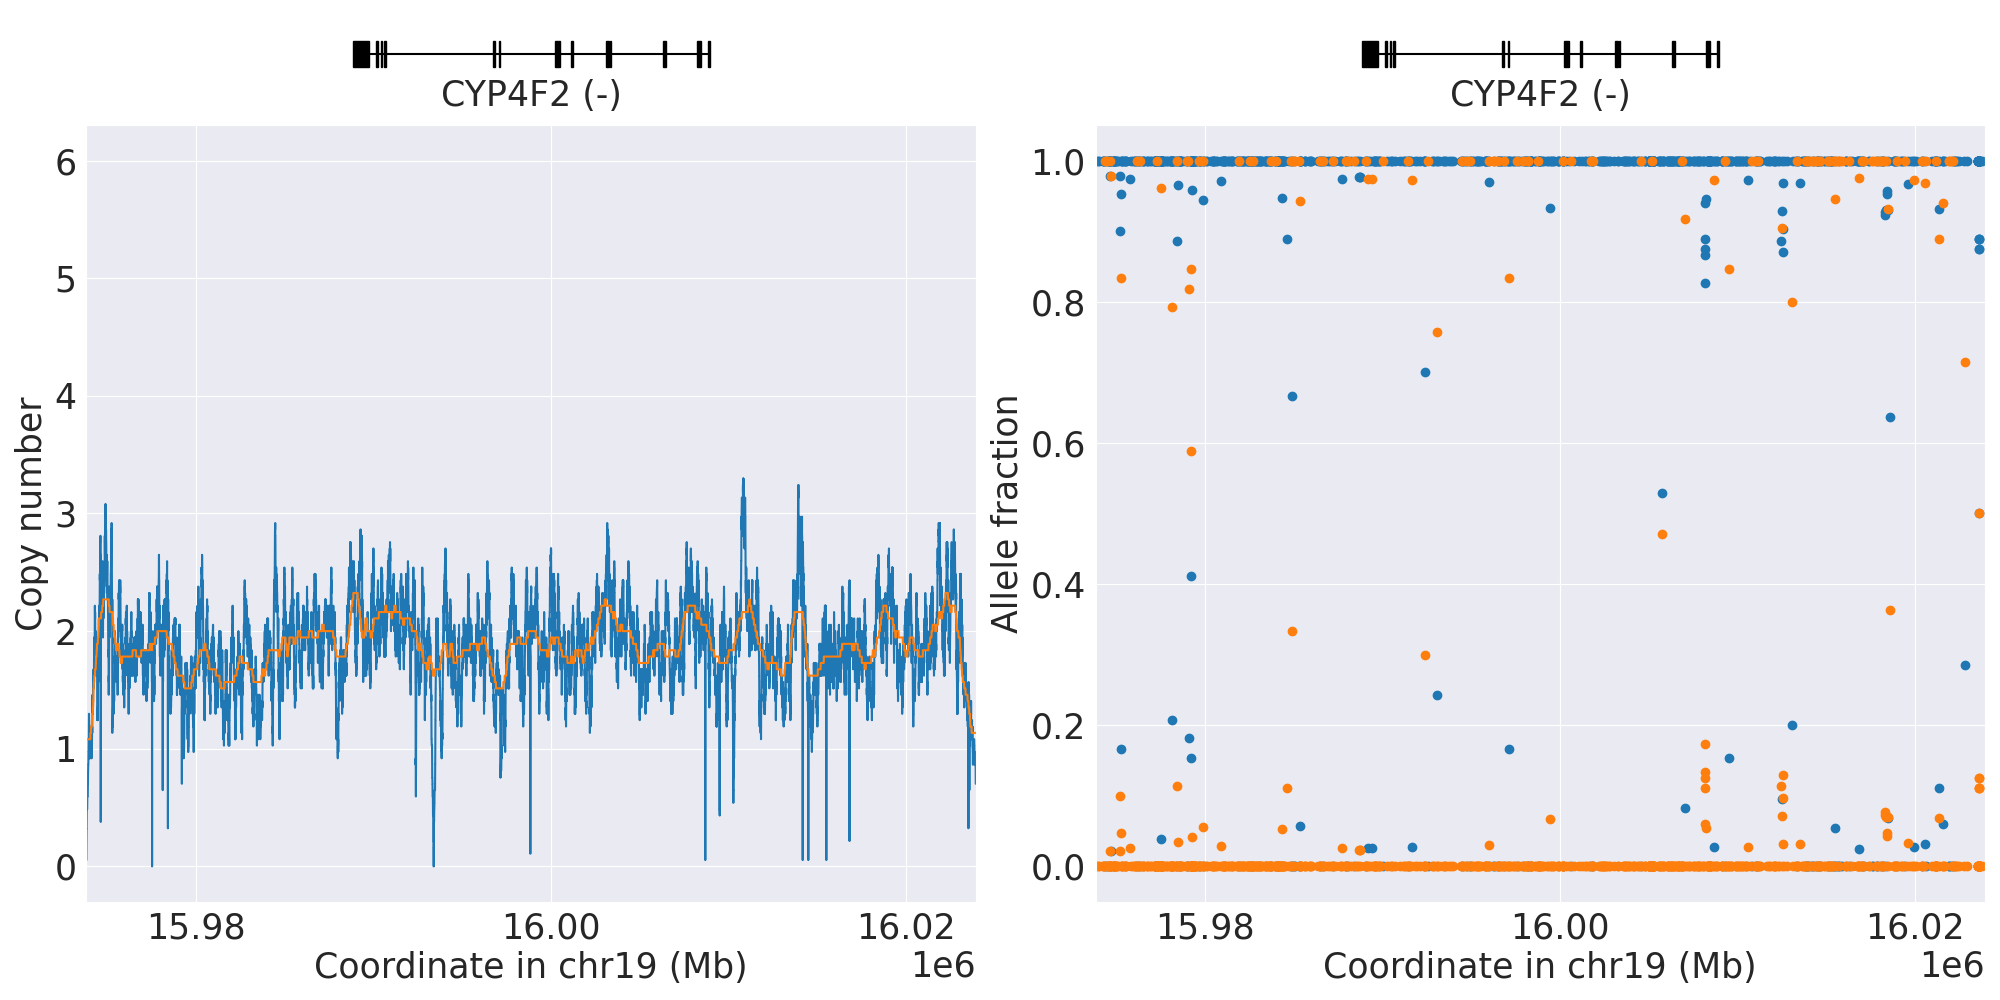 CYP4F2 (-)
6
5
4
3
2
1
0
Copy number
15.98
16.00
16.02
Coordinate in chr19 (Mb)
1e6
CYP4F2 (-)
1.0
0.8
0.6
0.4
0.2
0.0
Allele fraction
15.98
16.00
16.02
Coordinate in chr19 (Mb)
1e6